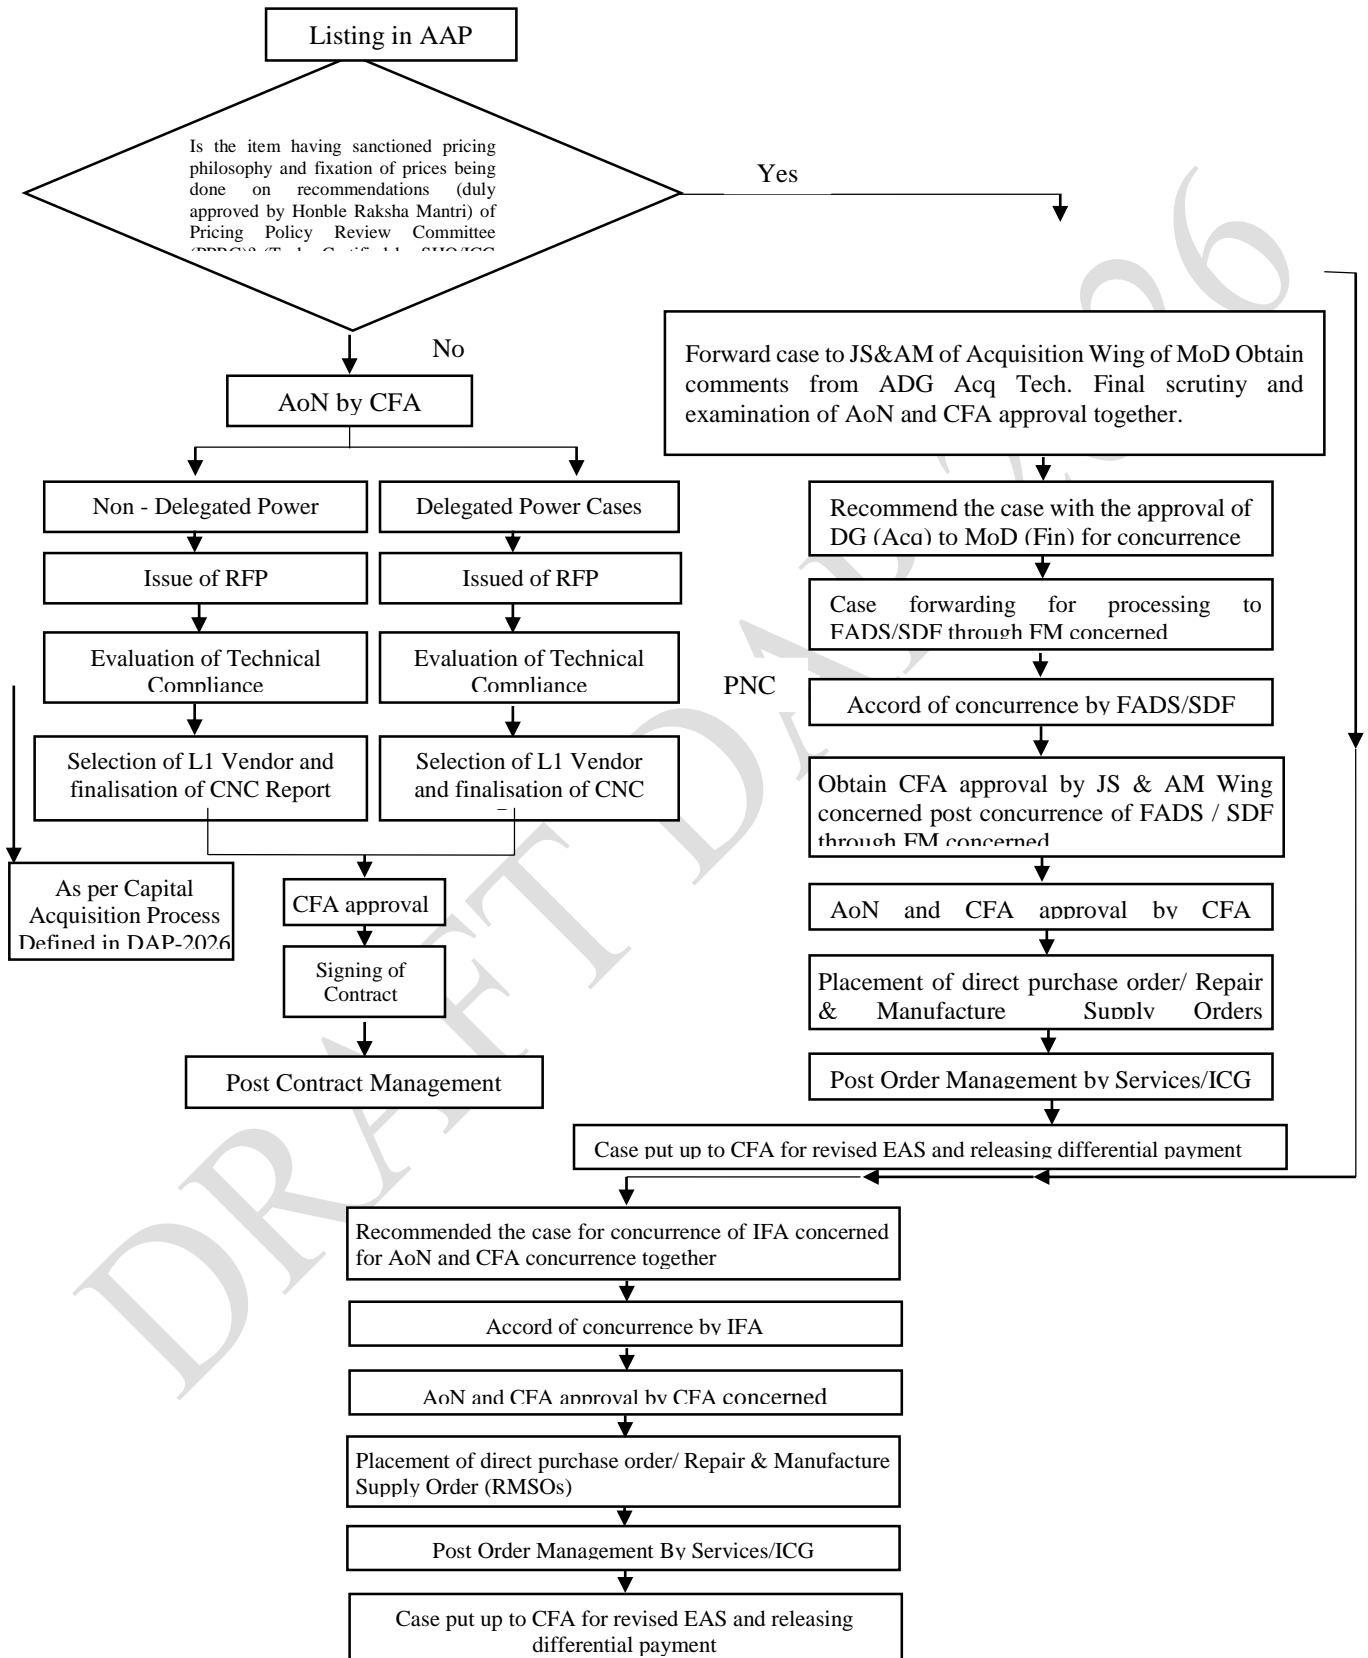 Listing in AAP
Is the item having sanctioned pricing
philosophy and fixation of prices being
done on recommendations (duly
approved by Honble Raksha Mantri) of
Pricing Policy Review Committee
Yes
No
AoN by CFA
Non - Delegated Power
Delegated Power Cases
Issue of RFP
Issued of RFP
Evaluation of Technical
Compliance
Evaluation of Technical
Compliance
Selection of L1 Vendor and
finalisation of CNC Report
Selection of L1 Vendor
and finalisation of CNC
As per Capital
Acquisition Process
Defined in DAP-2026
CFA approval
Signing of
Contract
Post Contract Management
PNC
Forward case to JS&AM of Acquisition Wing of MoD Obtain
comments from ADG Acq Tech. Final scrutiny and
examination of AoN and CFA approval together.
Recommend the case with the approval of
DG (Acq) to MoD (Fin) for concurrence
Case forwarding for processing to
FADS/SDF through FM concerned
Accord of concurrence by FADS/SDF
Obtain CFA approval by JS & AM Wing
concerned post concurrence of FADS / SDF
through FM concerned
AoN and CFA approval by CFA
Placement of direct purchase order/ Repair
& Manufacture Supply Orders
Post Order Management by Services/ICG
Case put up to CFA for revised EAS and releasing differential payment
Recommended the case for concurrence of IFA concerned
for AoN and CFA concurrence together
Accord of concurrence by IFA
AoN and CFA approval by CFA concerned
Placement of direct purchase order/ Repair & Manufacture
Supply Order (RMSOs)
Post Order Management By Services/ICG
Case put up to CFA for revised EAS and releasing
differential payment
DRAFT DAP 2026